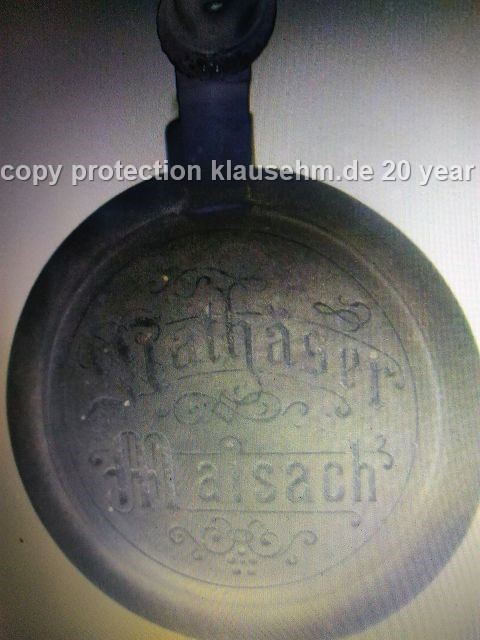 copy protection klausehm.de 20 year
Mathäser
Maisach